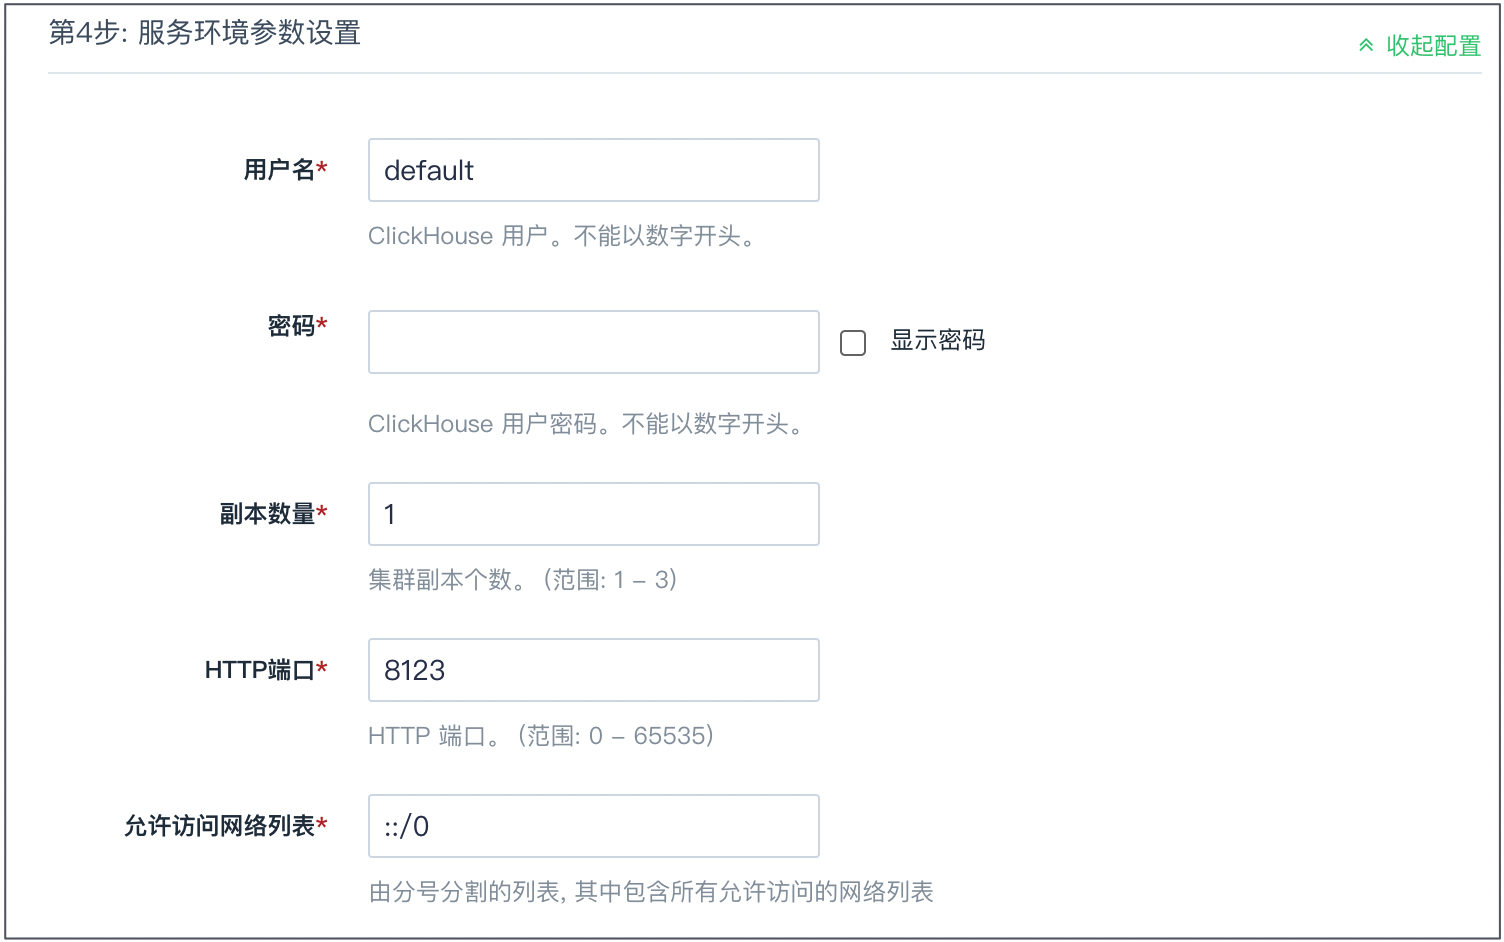 第4步: 服务环境参数设置
收起配置
用户名*
default
ClickHouse 用户。不能以数字开头。
密码*
显示密码
ClickHouse 用户密码。不能以数字开头。
副本数量*
1
集群副本个数。 (范围: 1 – 3)
HTTP端口*
8123
HTTP 端口。 (范围: 0 – 65535)
允许访问网络列表*
::/0
由分号分割的列表, 其中包含所有允许访问的网络列表